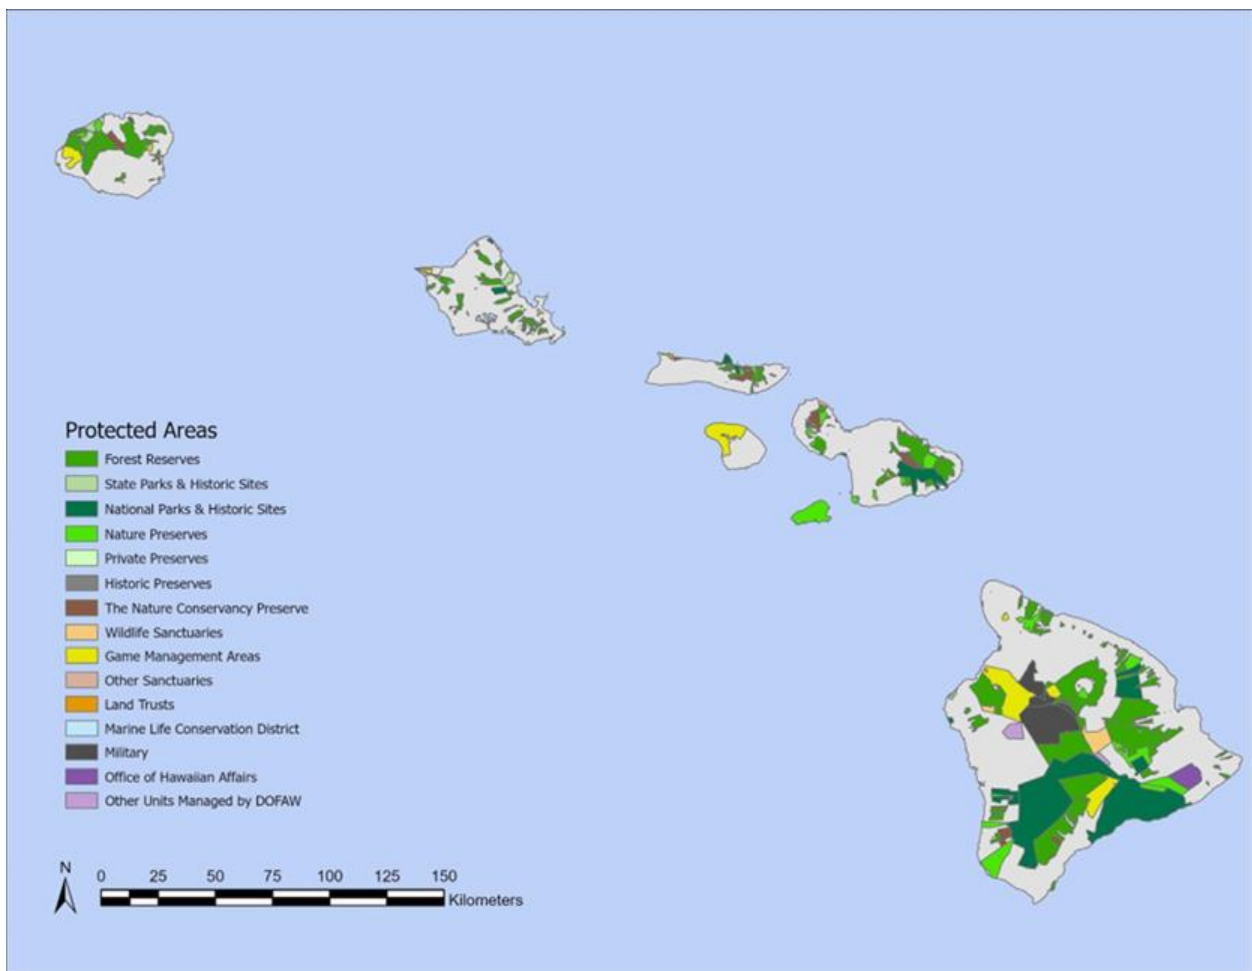 Protected Areas
Forest Reserves
State Parks & Historic Sites
National Parks & Historic Sites
Nature Preserves
Private Preserves
Historic Preserves
The Nature Conservancy Preserve
Wildlife Sanctuaries
Game Management Areas
Other Sanctuaries
Land Trusts
Marine Life Conservation District
Military
Office of Hawaiian Affairs
Other Units Managed by DOFAW
N
0 25 50 75 100 125 150
Kilometers